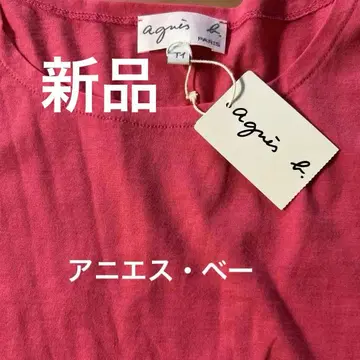 agnès b.
PARIS
T1
新品
agnès b.
アニエス・ベー